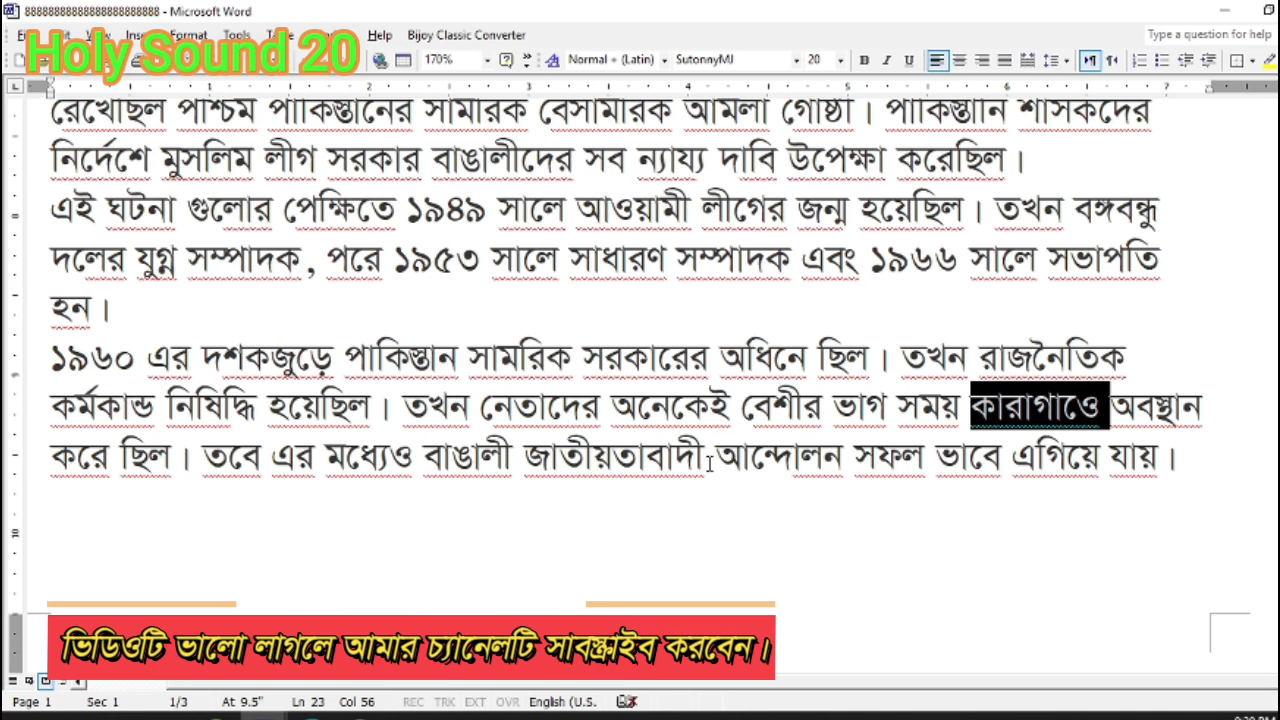 8888888888888888888888888 - Microsoft Word
Holy Sound 20
Help Bijoy Classic Converter
Type a question for help
170% Normal + (Latin) SutonnyMJ 20 B I U
রেখেছিল পশ্চিম পাকিস্তানের সামরিক বেসামরিক আমলা গোষ্ঠী। পাকিস্তানি শাসকদের
নির্দেশে মুসলিম লীগ সরকার বাঙালীদের সব ন্যায্য দাবি উপেক্ষা করেছিল।
এই ঘটনা গুলোর পেক্ষিতে ১৯৪৯ সালে আওয়ামী লীগের জন্ম হয়েছিল। তখন বঙ্গবন্ধু
দলের যুগ্ন সম্পাদক, পরে ১৯৫৩ সালে সাধারণ সম্পাদক এবং ১৯৬৬ সালে সভাপতি
হন।
১৯৬০ এর দশকজুড়ে পাকিস্তান সামরিক সরকারের অধিনে ছিল। তখন রাজনৈতিক
কর্মকান্ড নিষিদ্ধি হয়েছিল। তখন নেতাদের অনেকেই বেশীর ভাগ সময় কারাগাওে অবস্থান
করে ছিল। তবে এর মধ্যেও বাঙালী জাতীয়তাবাদী আন্দোলন সফল ভাবে এগিয়ে যায়।
ভিডিওটি ভালো লাগলে আমার চ্যানেলটি সাবস্ক্রাইব করবেন।
Page 1 Sec 1 1/3 At 9.5" Ln 23 Col 56 REC TRK EXT OVR English (U.S.